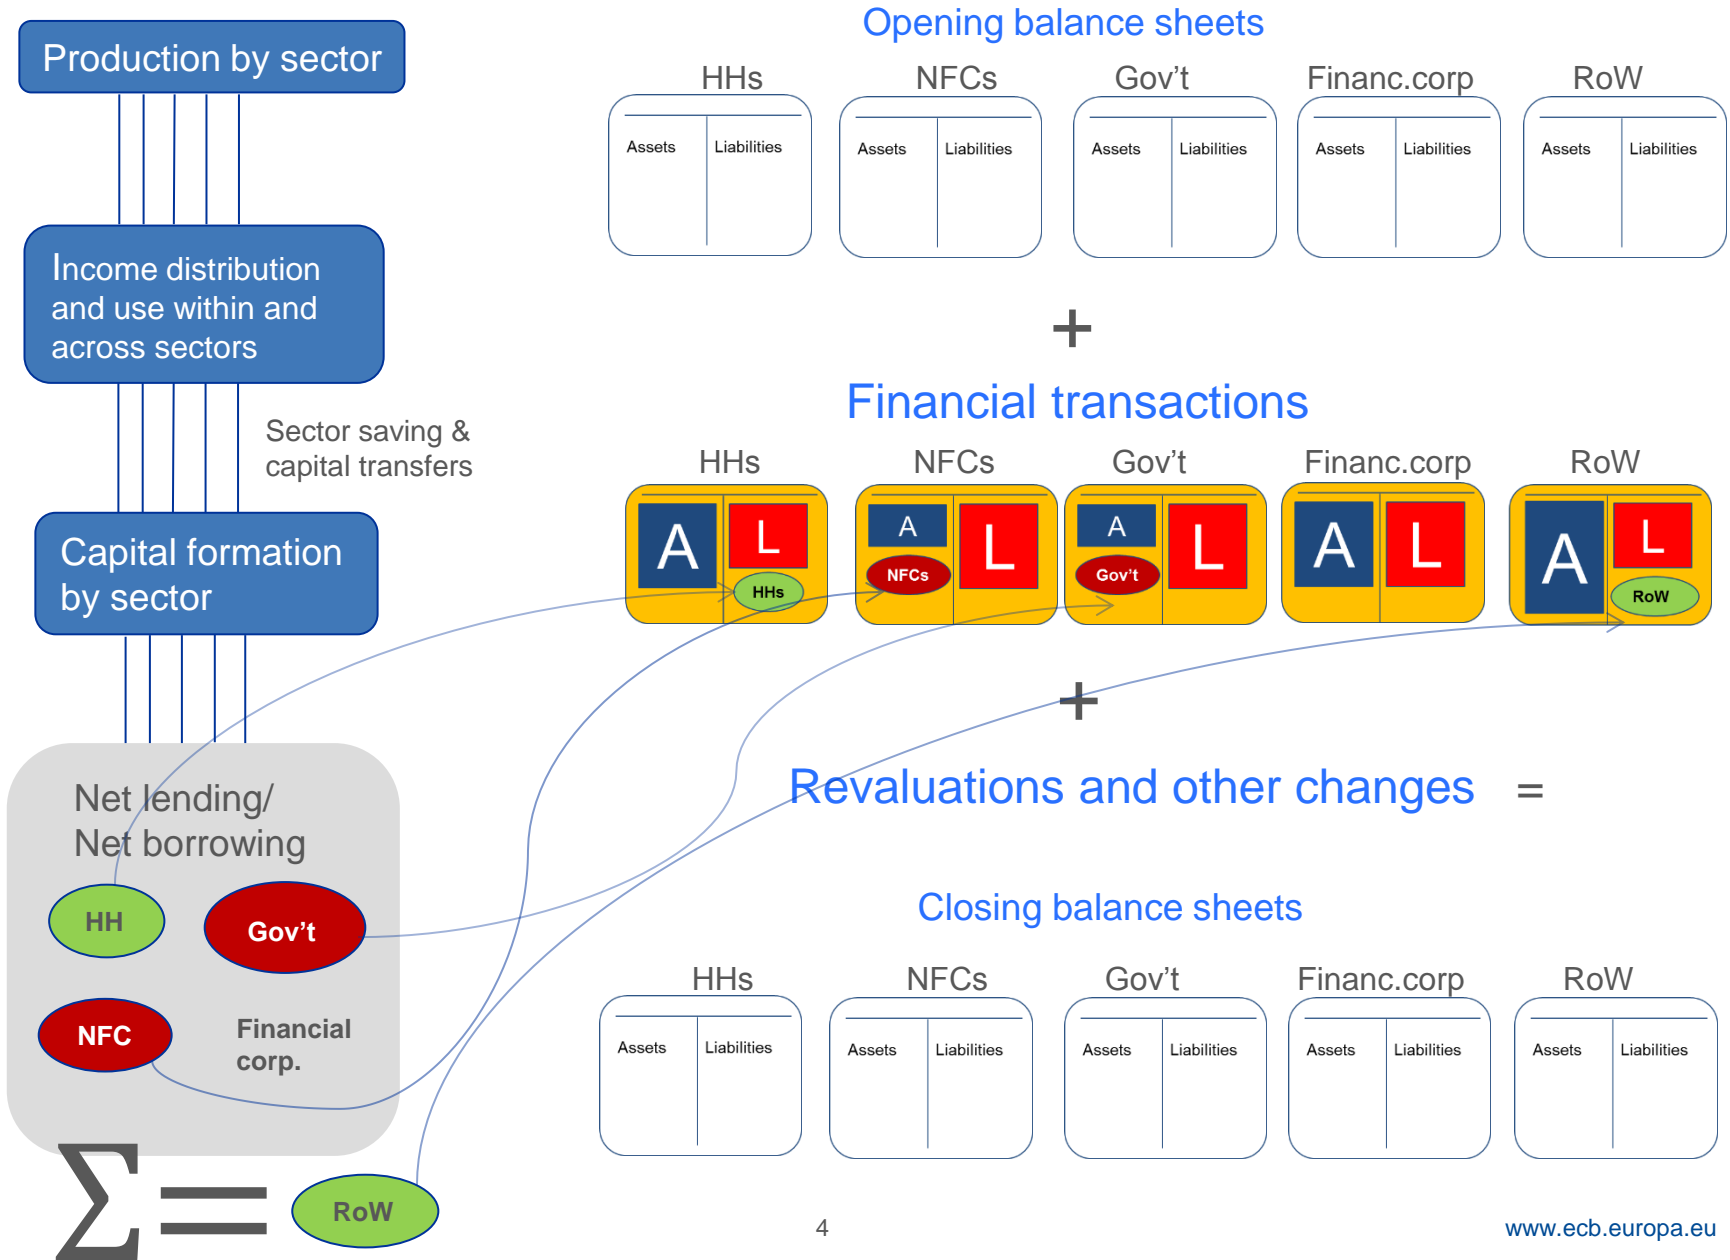 Production by sector
Income distribution
and use within and
across sectors
Sector saving &
capital transfers
Capital formation
by sector
Net lending/
Net borrowing
HH
Gov't
NFC
Financial
corp.
Σ =
RoW
Opening balance sheets
HHs NFCs Gov't Financ.corp RoW
Assets Liabilities Assets Liabilities Assets Liabilities Assets Liabilities Assets Liabilities
+
Financial transactions
HHs NFCs Gov't Financ.corp RoW
A L A L A L A L A L
HHs NFCs Gov't RoW
+
Revaluations and other changes =
Closing balance sheets
HHs NFCs Gov't Financ.corp RoW
Assets Liabilities Assets Liabilities Assets Liabilities Assets Liabilities Assets Liabilities
4
www.ecb.europa.eu